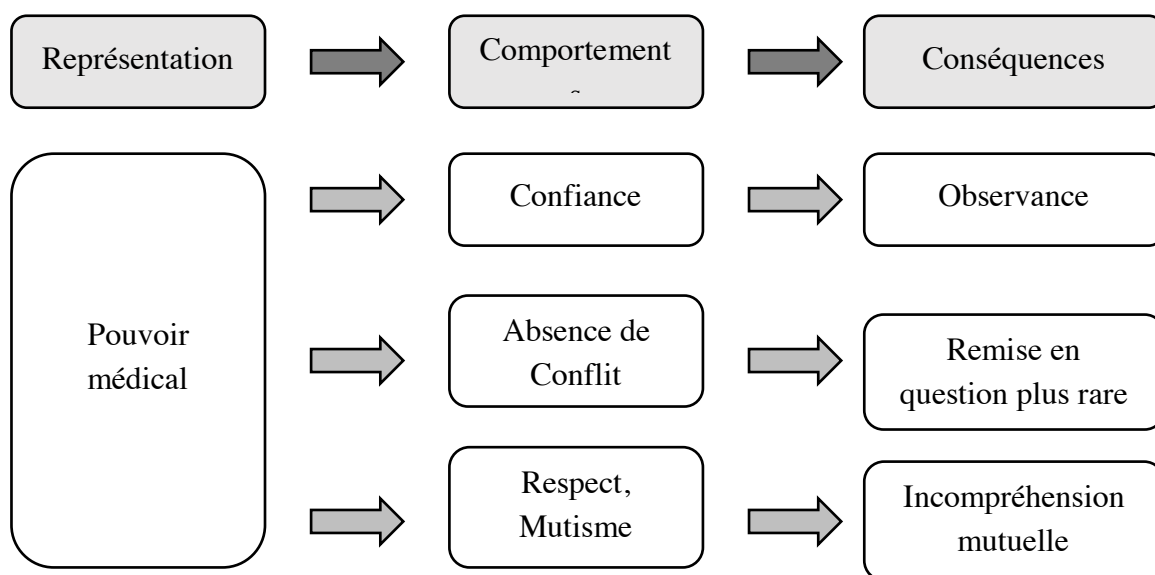 Représentation
Comportement
s
Conséquences
Confiance
Observance
Pouvoir
médical
Absence de
Conflit
Remise en
question plus rare
Respect,
Mutisme
Incompréhension
mutuelle